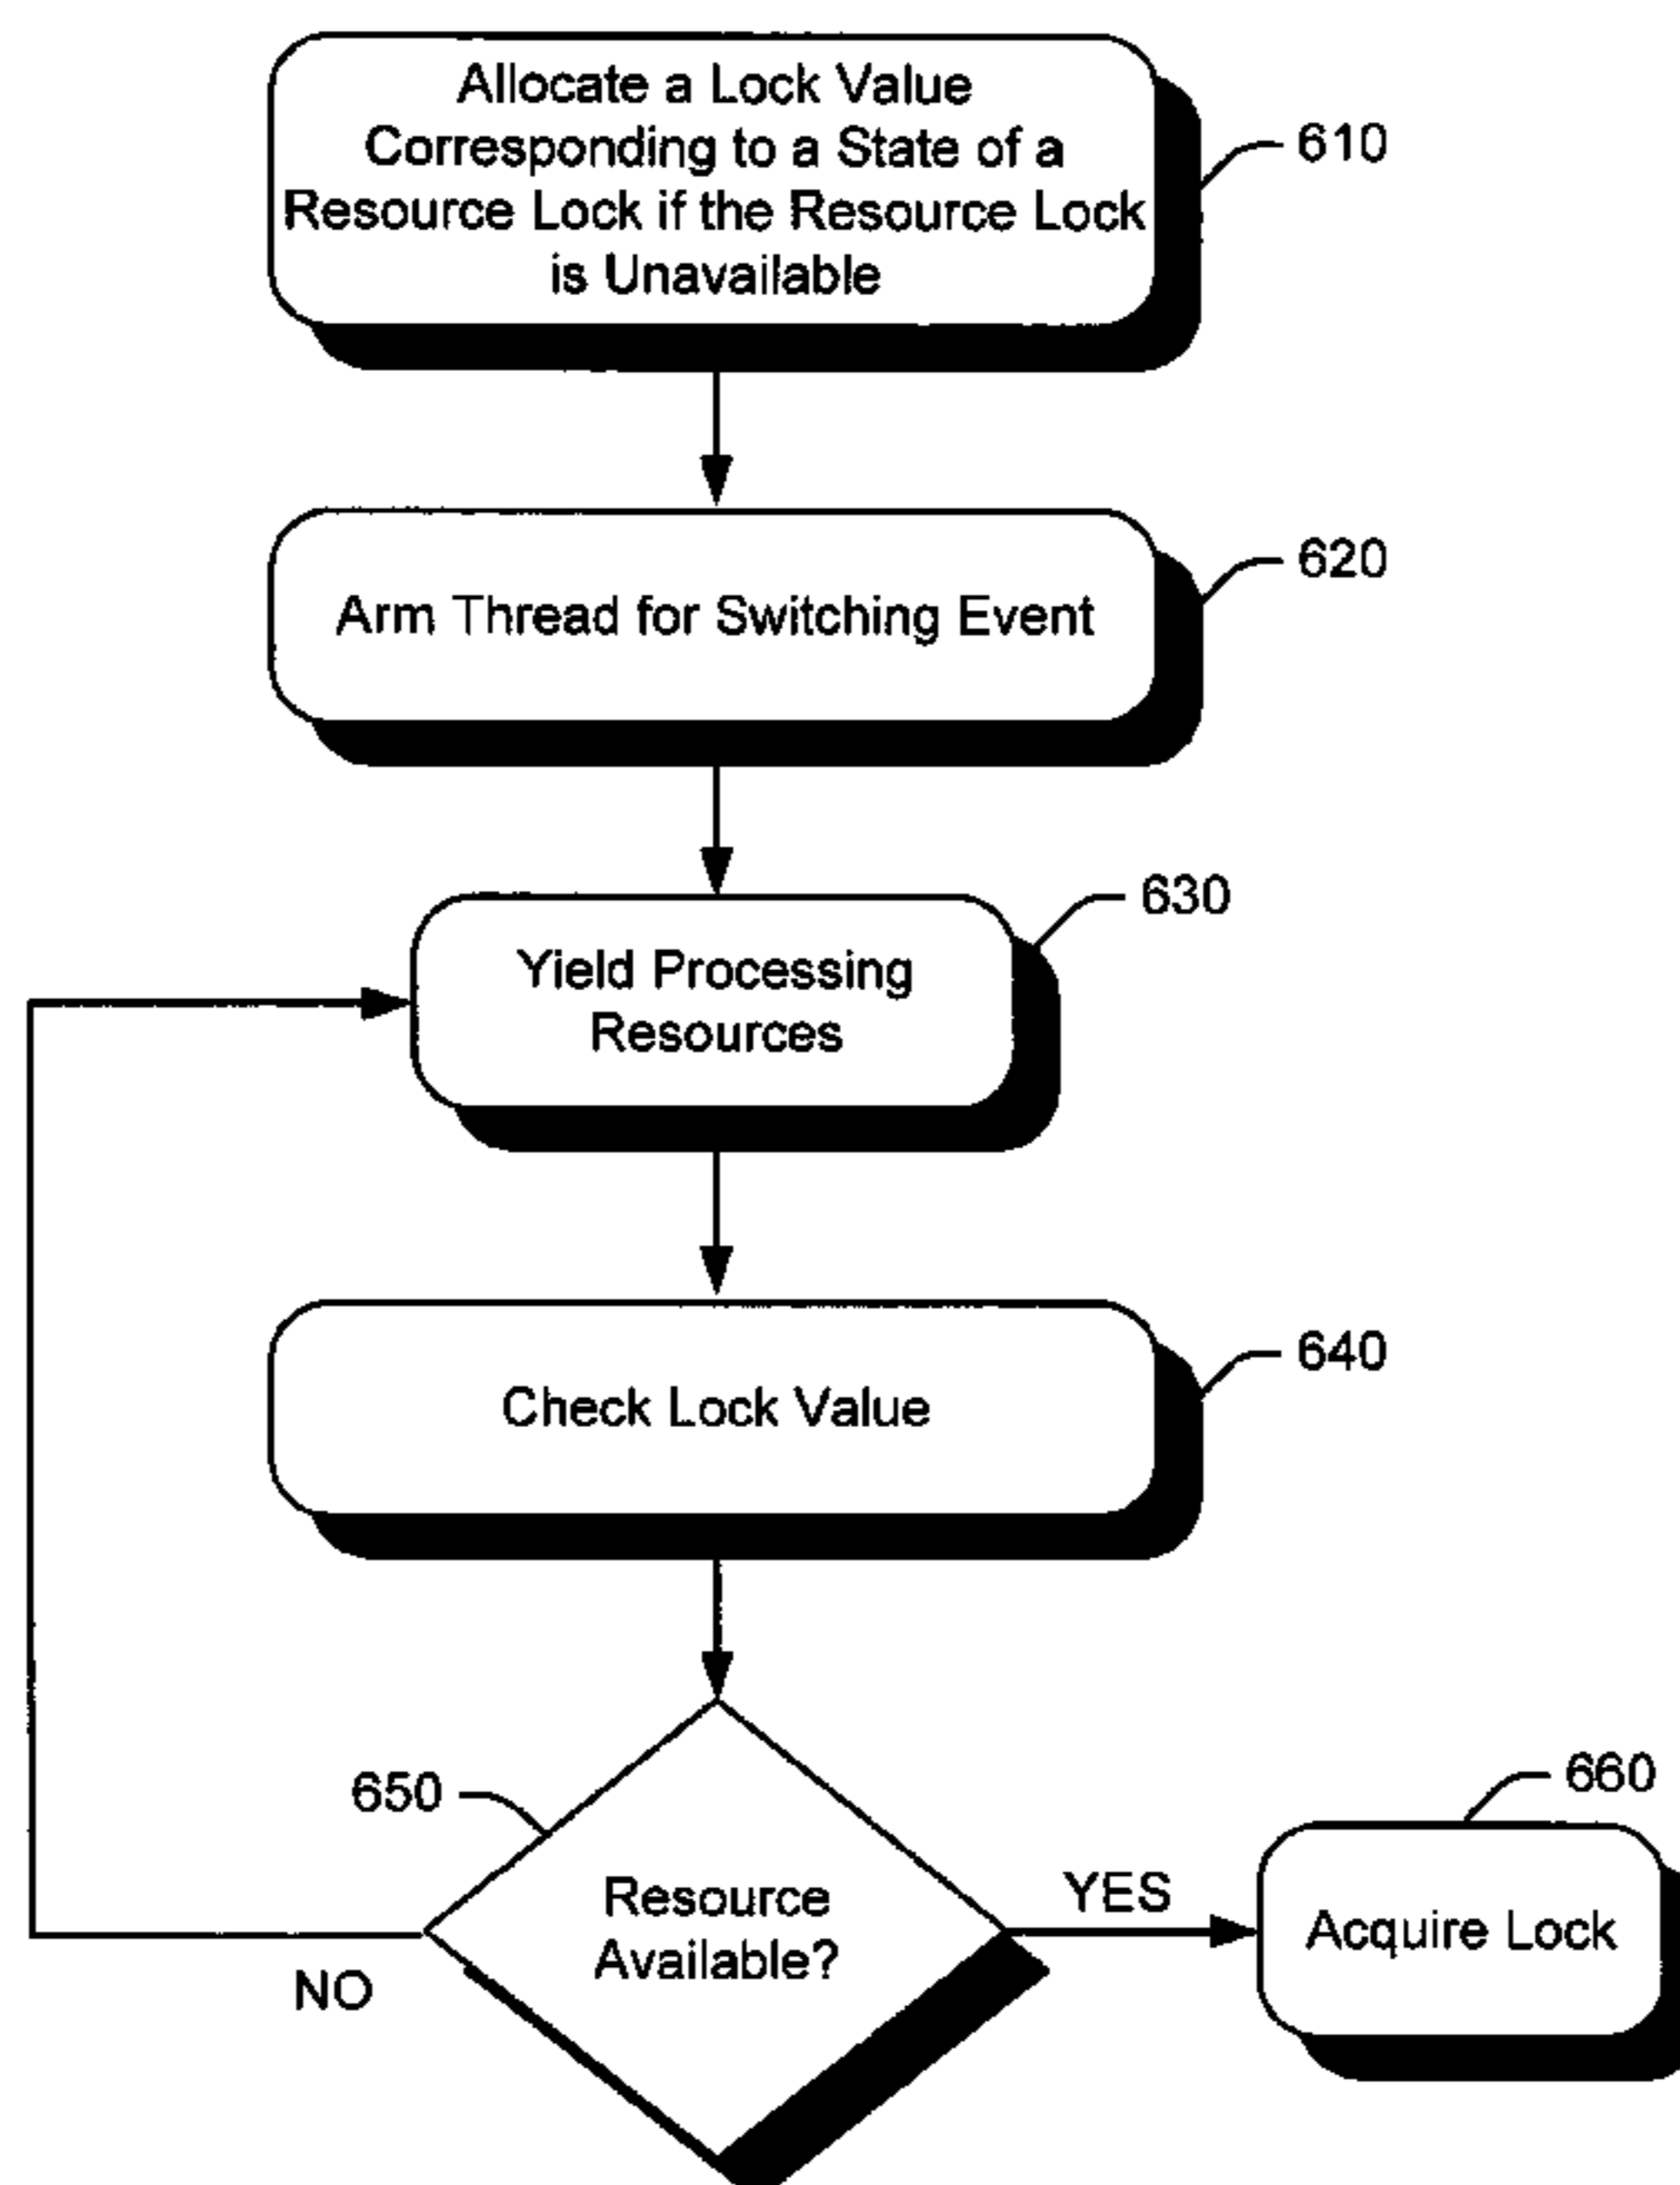 Allocate a Lock Value
Corresponding to a State of a
Resource Lock if the Resource Lock
is Unavailable
610
Arm Thread for Switching Event
620
Yield Processing
Resources
630
Check Lock Value
640
650
Resource
Available?
YES
NO
660
Acquire Lock